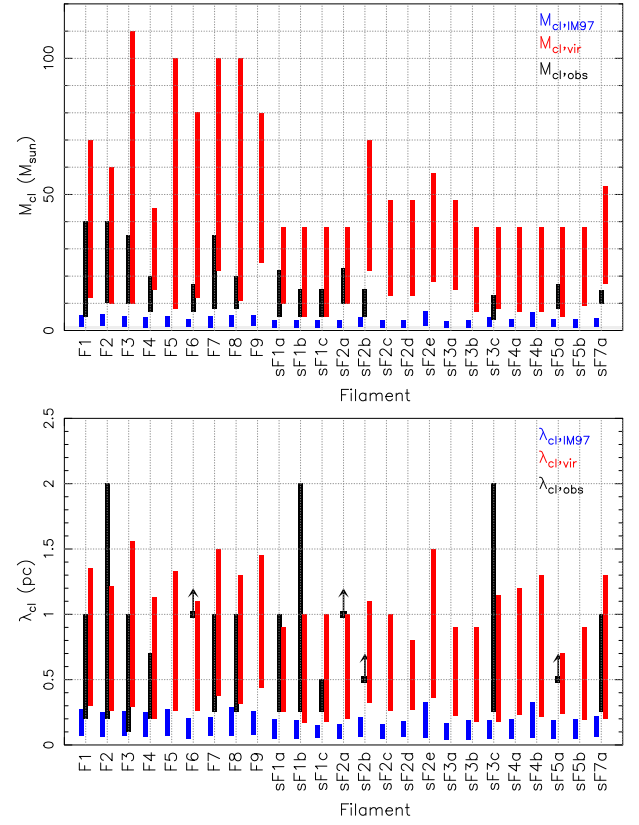 M_cl,IM97
M_cl,vir
M_cl,obs
100
50
0
M_cl (M_sun)
F1 F2 F3 F4 F5 F6 F7 F8 F9 sF1a sF1b sF1c sF2a sF2b sF2c sF2d sF2e sF3a sF3b sF3c sF4a sF4b sF5a sF5b sF7a
Filament
λ_cl,IM97
λ_cl,vir
λ_cl,obs
2.5
2
1.5
1
0.5
0
λ_cl (pc)
F1 F2 F3 F4 F5 F6 F7 F8 F9 sF1a sF1b sF1c sF2a sF2b sF2c sF2d sF2e sF3a sF3b sF3c sF4a sF4b sF5a sF5b sF7a
Filament